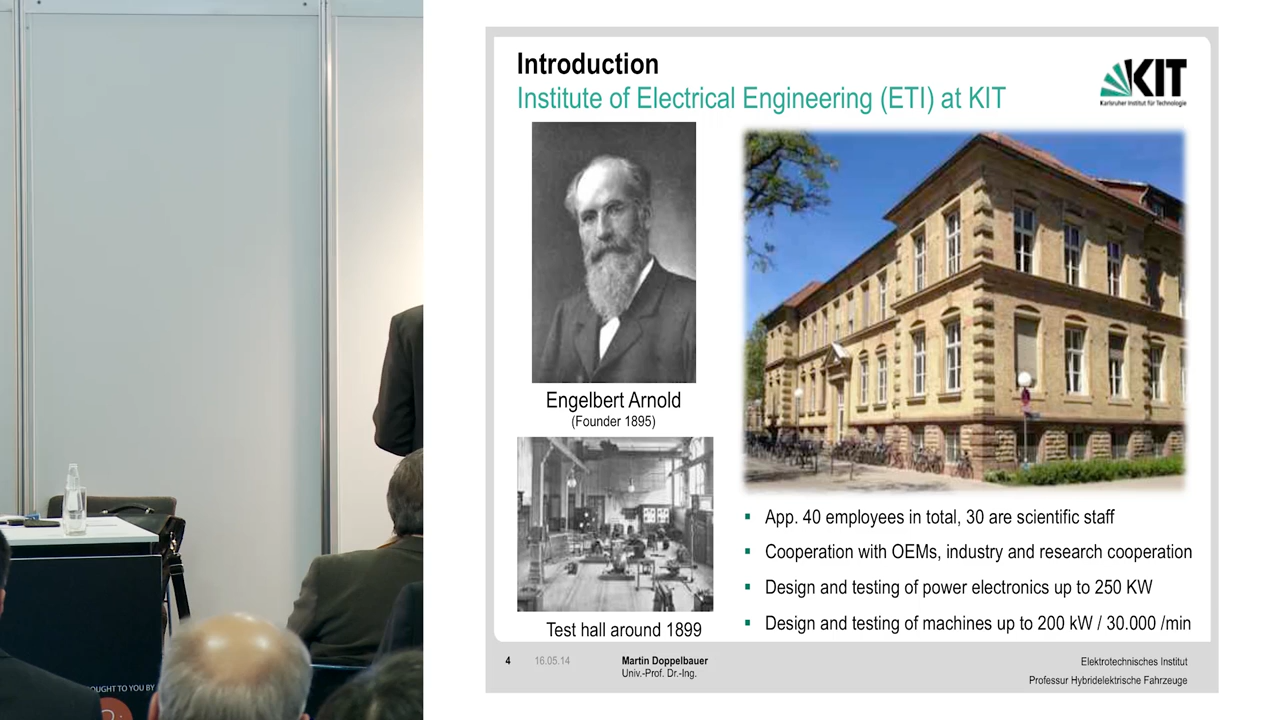 Introduction
Institute of Electrical Engineering (ETI) at KIT
KIT
Karlsruher Institut für Technologie
Engelbert Arnold
(Founder 1895)
Test hall around 1899
▪ App. 40 employees in total, 30 are scientific staff
▪ Cooperation with OEMs, industry and research cooperation
▪ Design and testing of power electronics up to 250 KW
▪ Design and testing of machines up to 200 kW / 30.000 /min
4 16.05.14 Martin Doppelbauer
Univ.-Prof. Dr.-Ing.
Elektrotechnisches Institut
Professur Hybridelektrische Fahrzeuge
OUGHT TO YOU BY